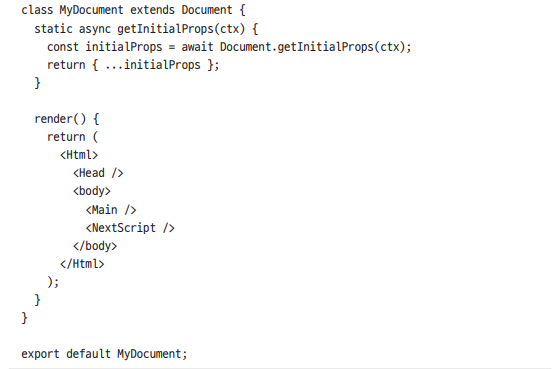 class MyDocument extends Document {
  static async getInitialProps(ctx) {
    const initialProps = await Document.getInitialProps(ctx);
    return { ...initialProps };
  }

  render() {
    return (
      <Html>
        <Head />
        <body>
          <Main />
          <NextScript />
        </body>
      </Html>
    );
  }
}

export default MyDocument;